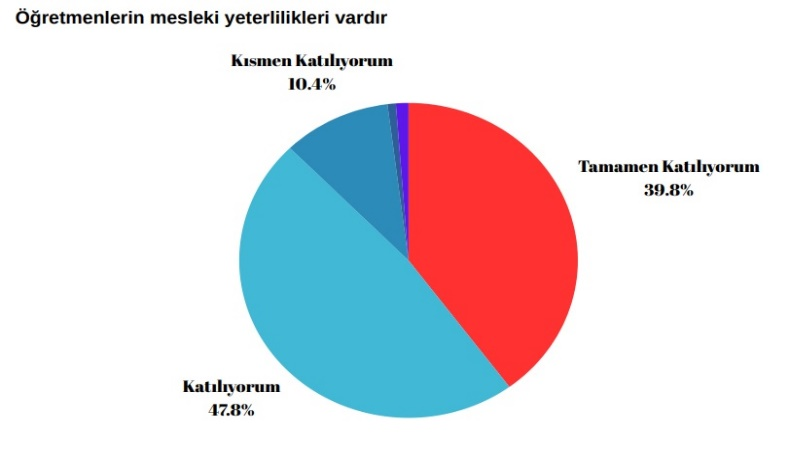 Öğretmenlerin mesleki yeterlilikleri vardır
Kısmen Katılıyorum
10.4%
Tamamen Katılıyorum
39.8%
Katılıyorum
47.8%